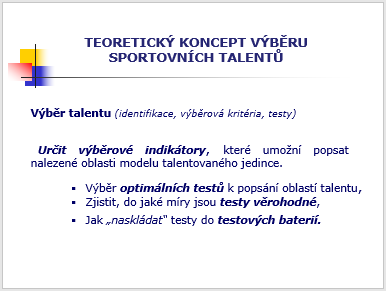 TEORETICKÝ KONCEPT VÝBĚRU
SPORTOVNÍCH TALENTŮ
Výběr talentu (identifikace, výběrová kritéria, testy)
Určit výběrové indikátory, které umožní popsat
nalezené oblasti modelu talentovaného jedince.
▪ Výběr optimálních testů k popsání oblastí talentu,
▪ Zjistit, do jaké míry jsou testy věrohodné,
▪ Jak „naskládat“ testy do testových baterií.